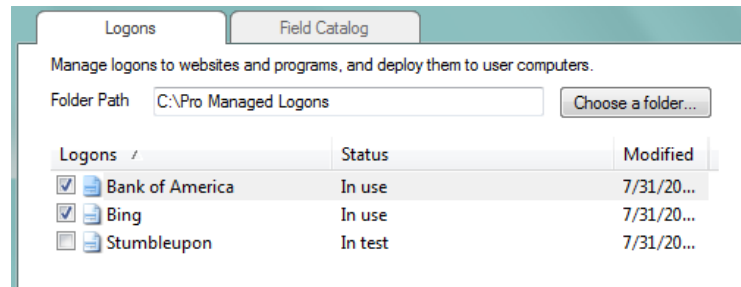 Logons Field Catalog
Manage logons to websites and programs, and deploy them to user computers.
Folder Path C:\Pro Managed Logons Choose a folder...
Logons Status Modified
Bank of America In use 7/31/20...
Bing In use 7/31/20...
Stumbleupon In test 7/31/20...